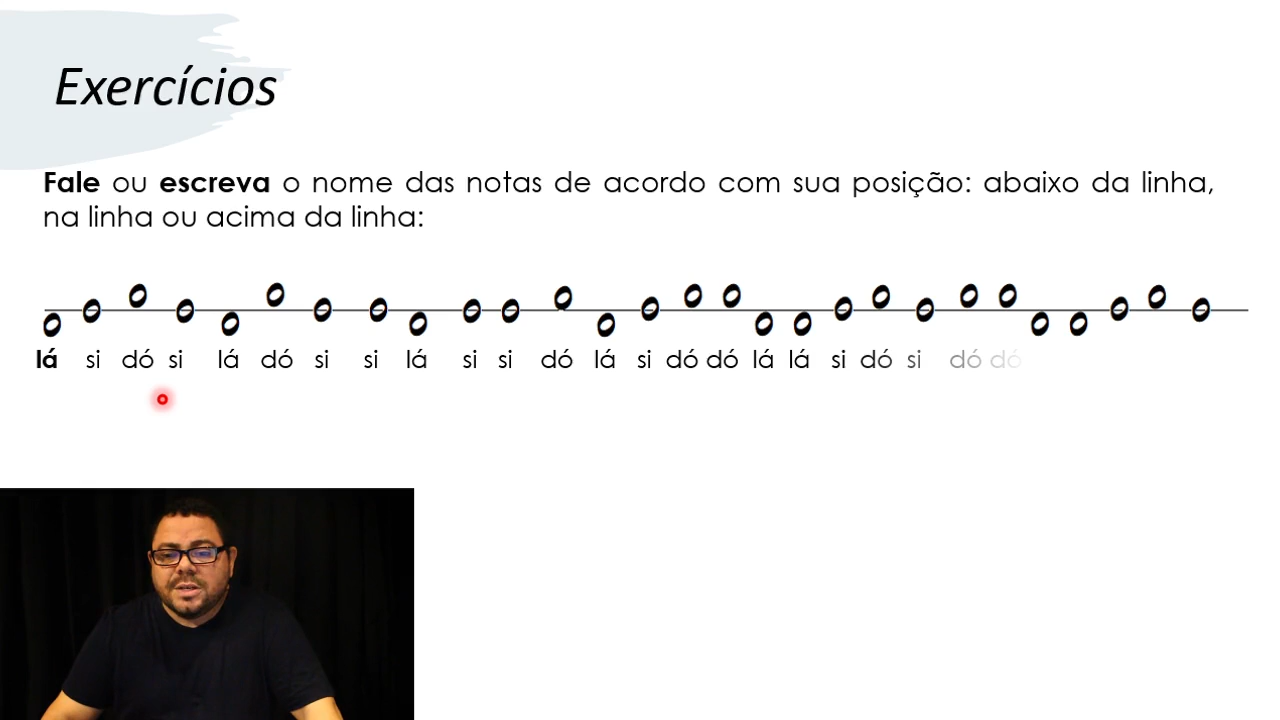 Exercícios
Fale ou escreva o nome das notas de acordo com sua posição: abaixo da linha,
na linha ou acima da linha:
lá si dó si lá dó si si lá si si dó lá si dó dó lá lá si dó si dó dó